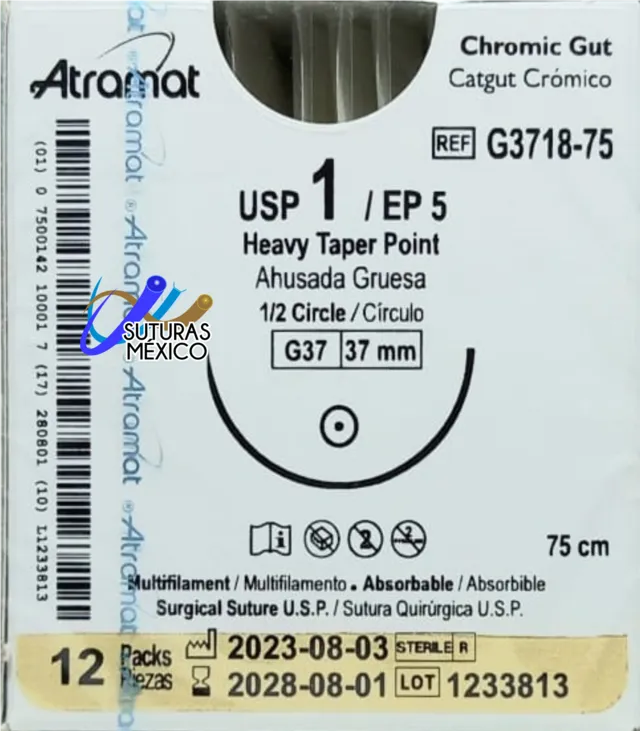 Atramat
Chromic Gut
Catgut Crómico
REF G3718-75
USP 1 / EP 5
Heavy Taper Point
Ahusada Gruesa
1/2 Circle / Círculo
G37 37 mm
SUTURAS
MEXICO
(01) 0 7500142 10001 7 (17) 280801 (10) L1233813
Atramat ® Atramat ® Atramat ® Atramat
75 cm
Multifilament / Multifilamento • Absorbable / Absorbible
Surgical Suture U.S.P. / Sutura Quirúrgica U.S.P.
12 Packs
Piezas
2023-08-03 STERILE R
2028-08-01 LOT 1233813